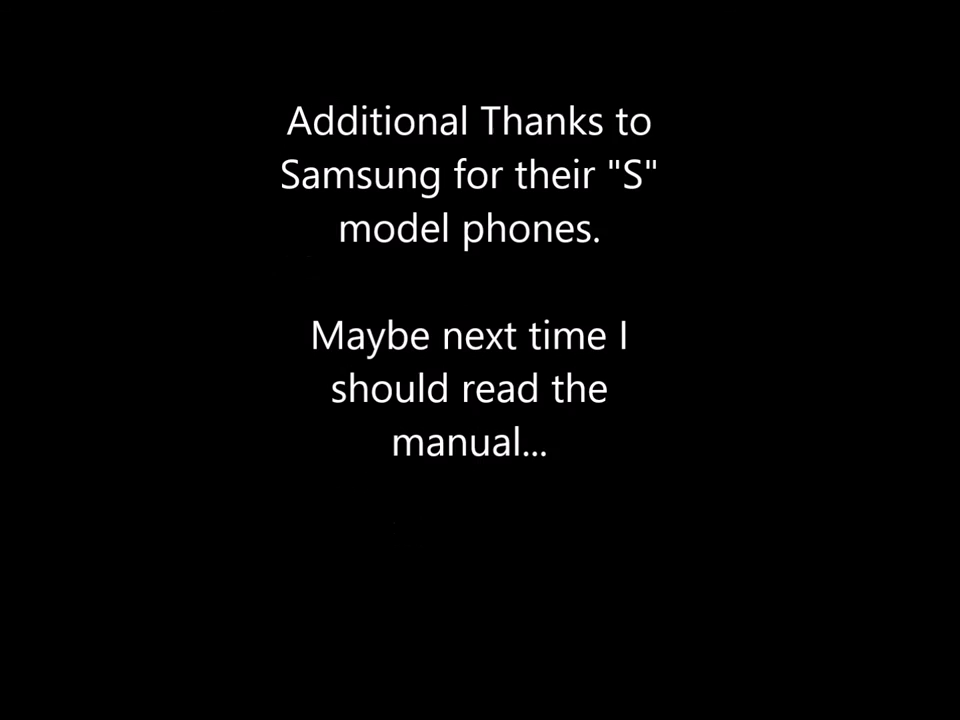 Additional Thanks to
Samsung for their "S"
model phones.
Maybe next time I
should read the
manual...